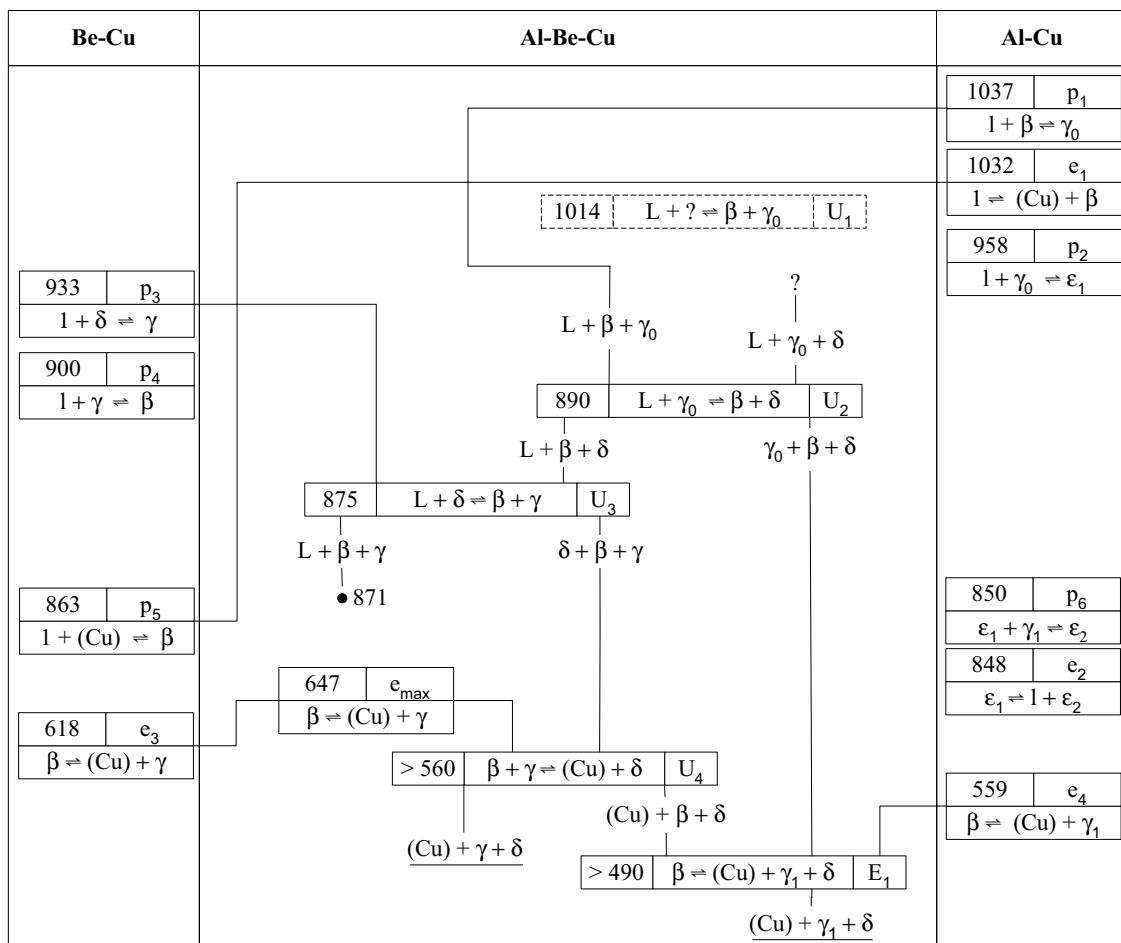 Be-Cu
Al-Be-Cu
Al-Cu
1037 p₁
l + β ⇌ γ₀
1032 e₁
l ⇌ (Cu) + β
1014 L + ? ⇌ β + γ₀ U₁
958 p₂
l + γ₀ ⇌ ε₁
933 p₃
l + δ ⇌ γ
?
L + β + γ₀
L + γ₀ + δ
900 p₄
l + γ ⇌ β
890 L + γ₀ ⇌ β + δ U₂
L + β + δ
γ₀ + β + δ
875 L + δ ⇌ β + γ U₃
L + β + γ
δ + β + γ
871
863 p₅
l + (Cu) ⇌ β
850 p₆
ε₁ + γ₁ ⇌ ε₂
848 e₂
ε₁ ⇌ l + ε₂
647 e_max
β ⇌ (Cu) + γ
618 e₃
β ⇌ (Cu) + γ
> 560 β + γ ⇌ (Cu) + δ U₄
559 e₄
β ⇌ (Cu) + γ₁
(Cu) + β + δ
(Cu) + γ + δ
> 490 β ⇌ (Cu) + γ₁ + δ E₁
(Cu) + γ₁ + δ